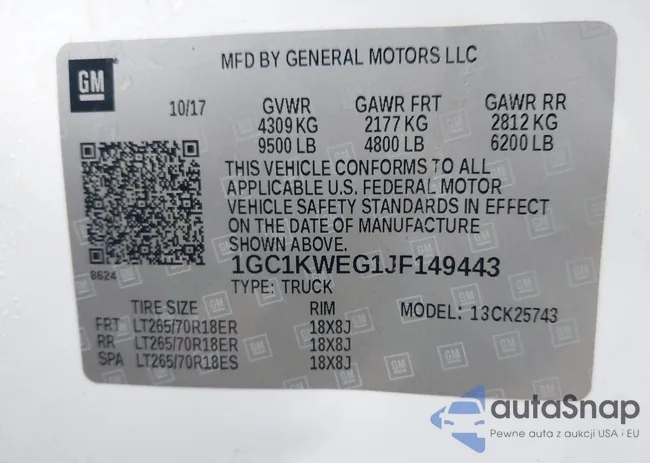 MFD BY GENERAL MOTORS LLC
GM
10/17 GVWR GAWR FRT GAWR RR
4309 KG 2177 KG 2812 KG
9500 LB 4800 LB 6200 LB
THIS VEHICLE CONFORMS TO ALL
APPLICABLE U.S. FEDERAL MOTOR
VEHICLE SAFETY STANDARDS IN EFFECT
ON THE DATE OF MANUFACTURE
SHOWN ABOVE.
8624
1GC1KWEG1JF149443
TYPE: TRUCK
TIRE SIZE RIM MODEL: 13CK25743
FRT LT265/70R18ER 18X8J
RR LT265/70R18ER 18X8J
SPA LT265/70R18ES 18X8J
autaSnap
Pewne auta z aukcji USA i EU